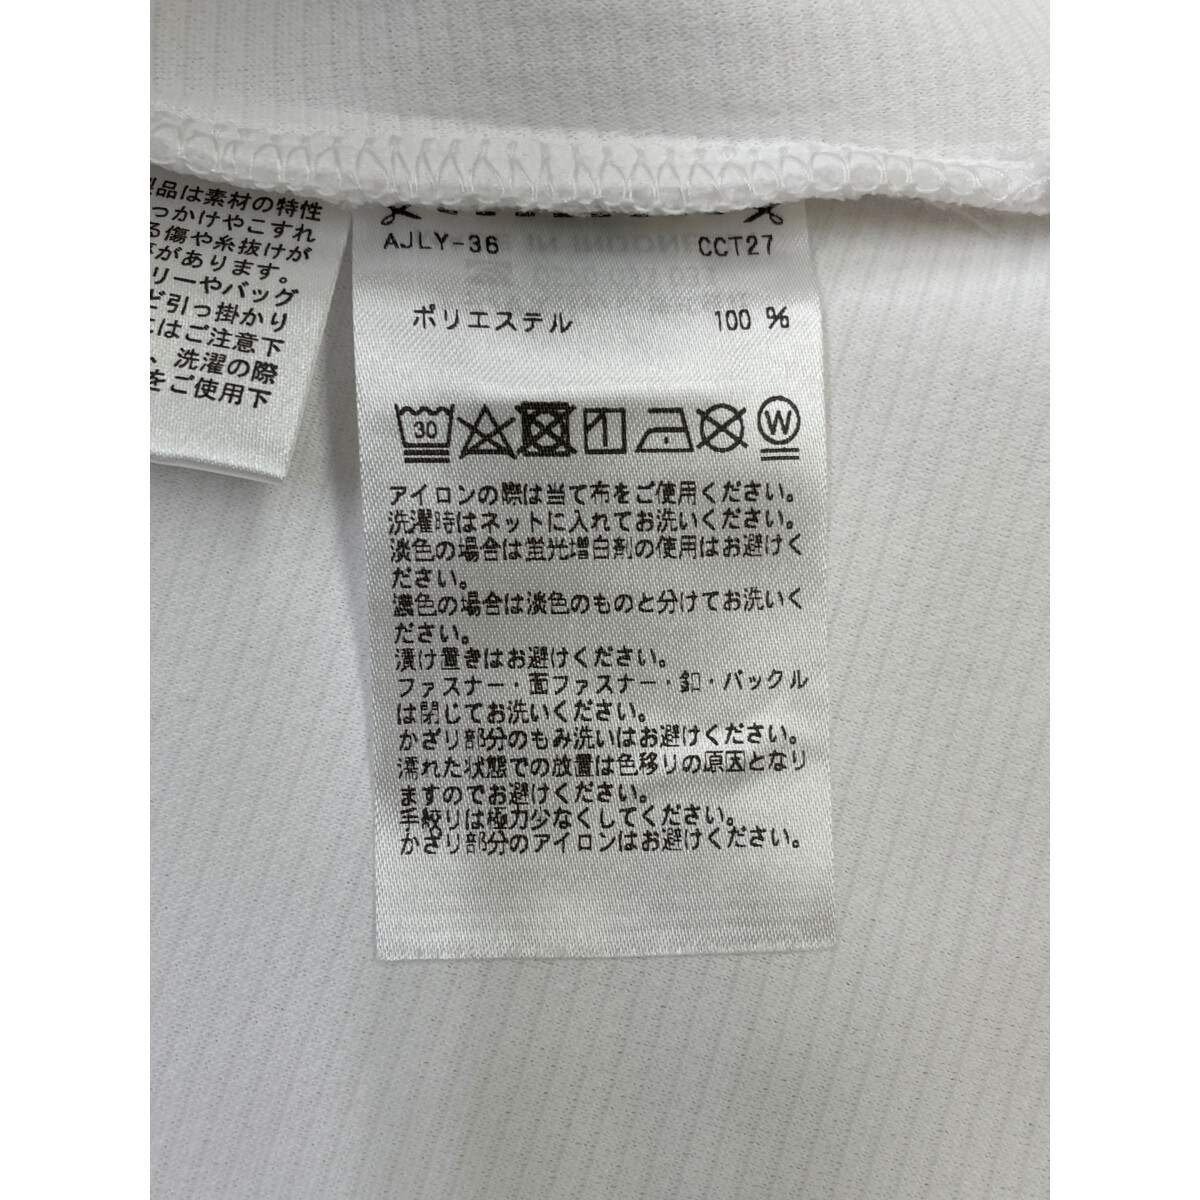 品は素材の特性
っかけやこすれ
る傷や糸抜けが
があります。
リーやバッグ
ど引っ掛かり
はご注意下
、洗濯の際
をご使用下
AJLY-36 CCT27
ポリエステル 100 %
30 W
アイロンの際は当て布をご使用ください。
洗濯時はネットに入れてお洗いください。
淡色の場合は蛍光増白剤の使用はお避けく
ださい。
濃色の場合は淡色のものと分けてお洗いく
ださい。
漬け置きはお避けください。
ファスナー・面ファスナー・釦・バックル
は閉じてお洗いください。
かざり部分のもみ洗いはお避けください。
濡れた状態での放置は色移りの原因となり
ますのでお避けください。
手絞りは極力少なくしてください。
かざり部分のアイロンはお避けください。